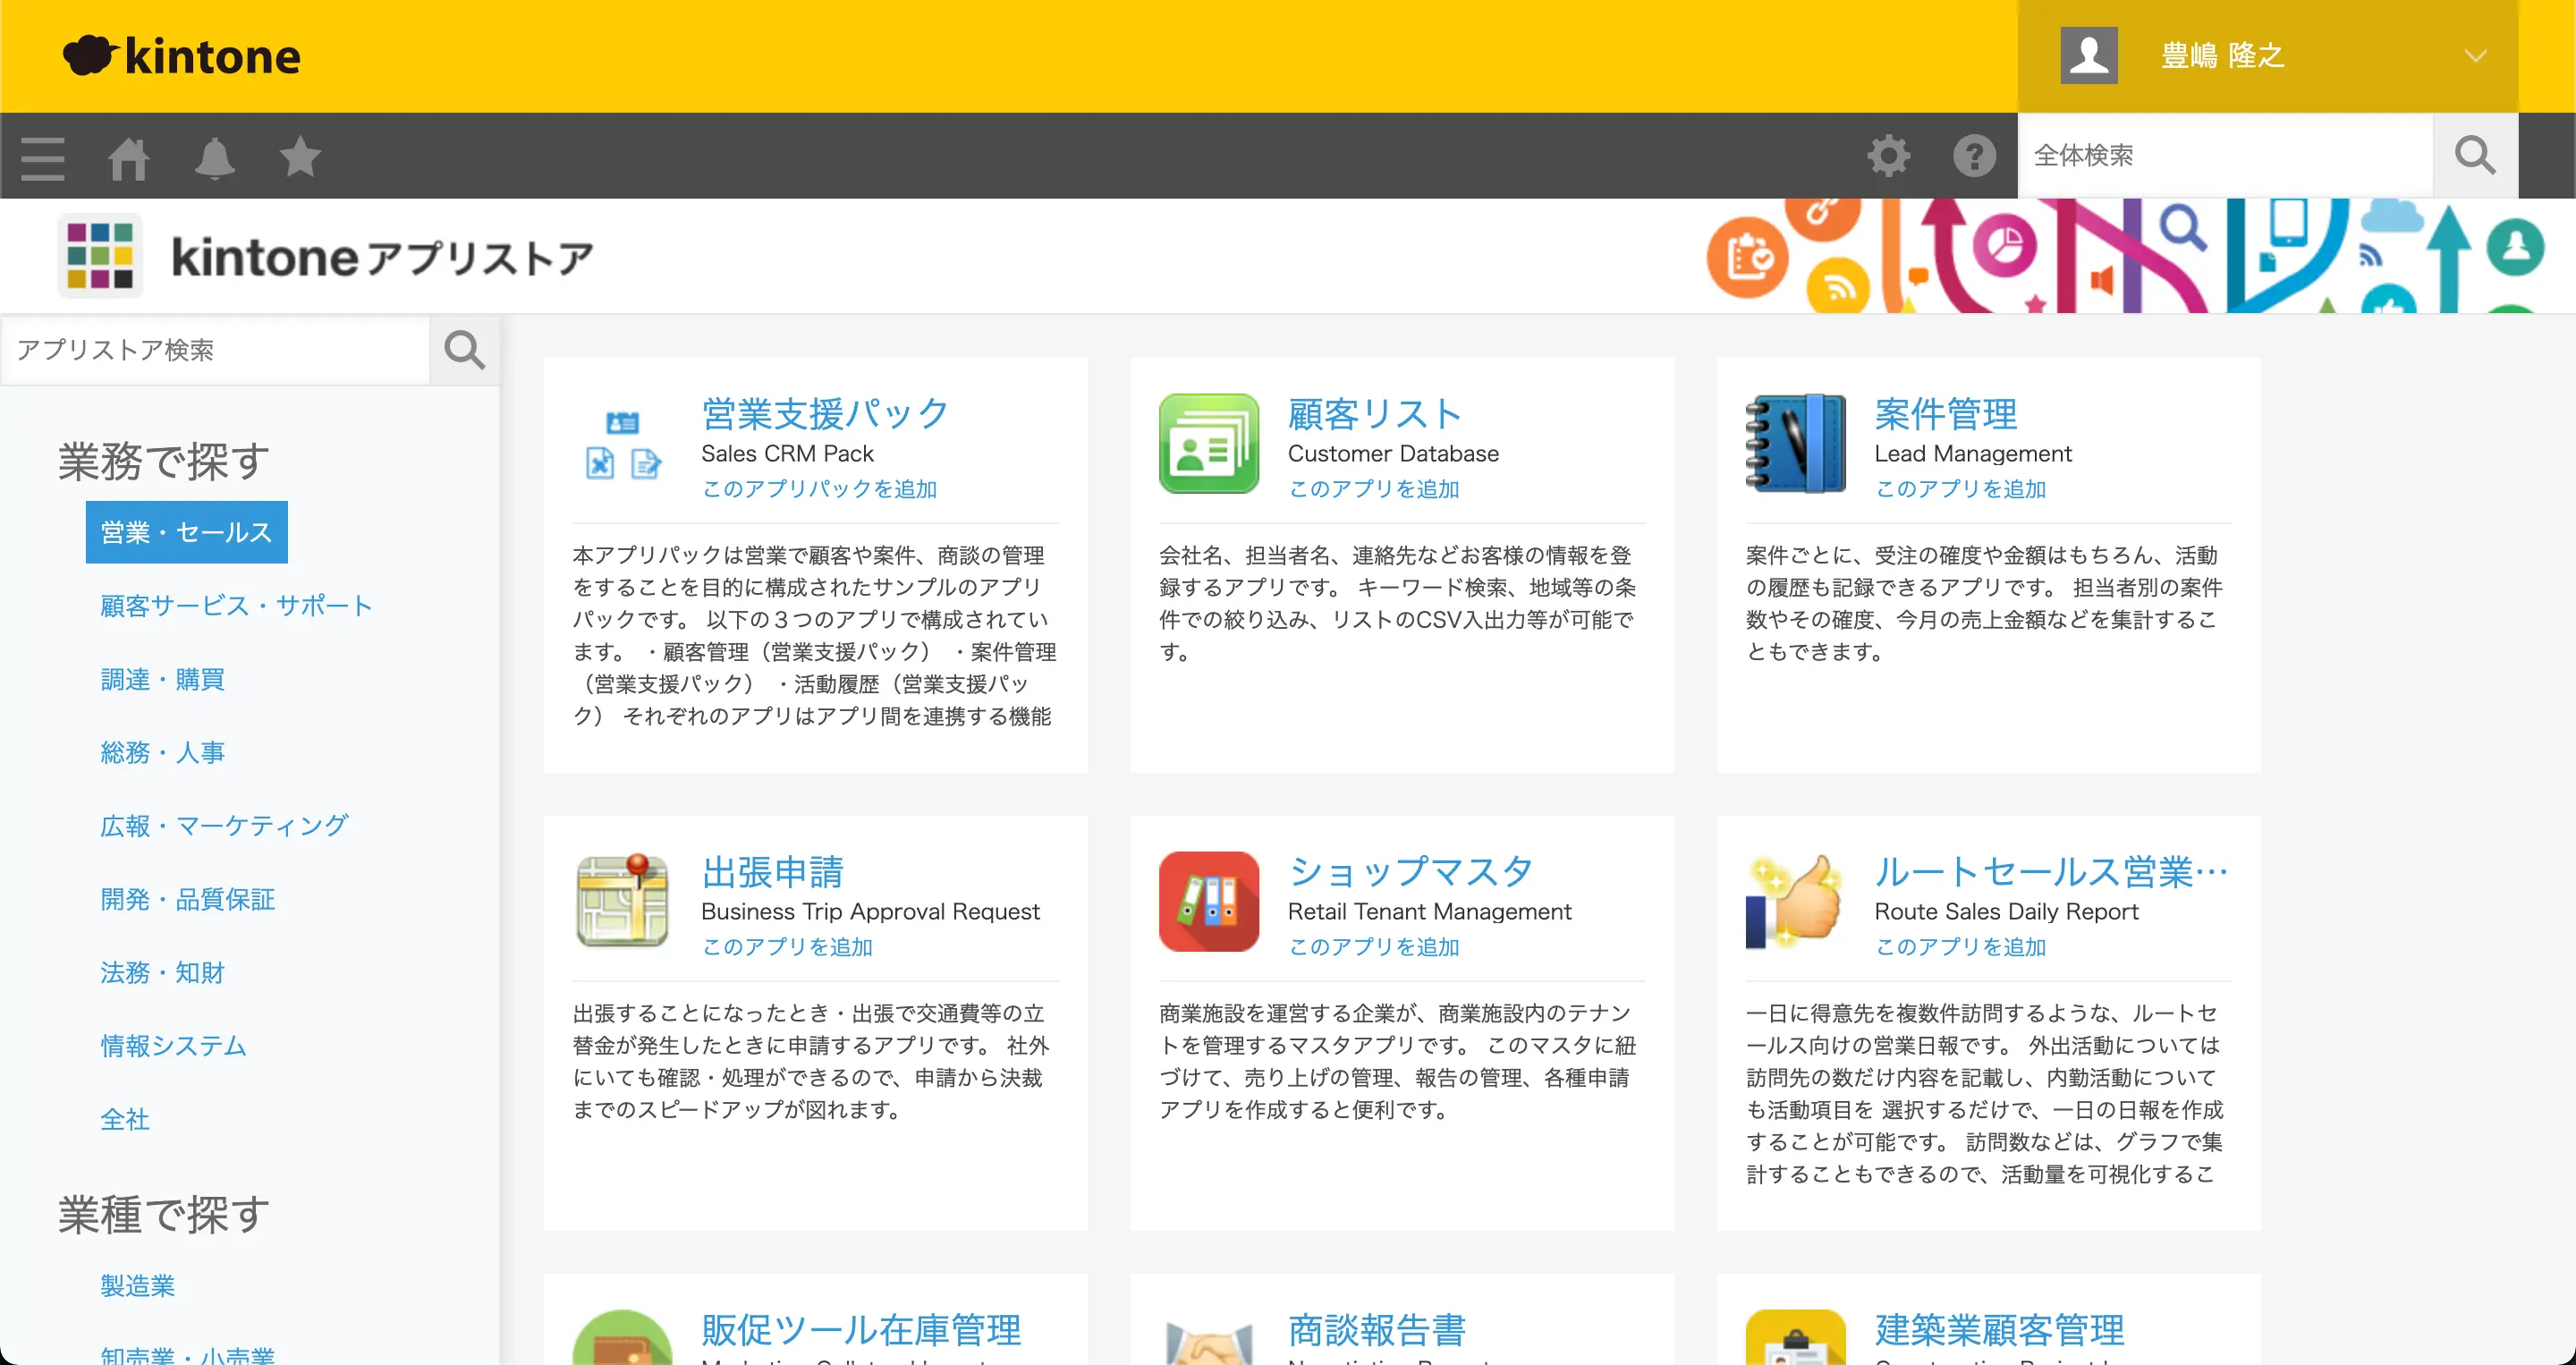 kintone
豊嶋 隆之
全体検索
kintoneアプリストア
アプリストア検索
業務で探す
営業・セールス
顧客サービス・サポート
調達・購買
総務・人事
広報・マーケティング
開発・品質保証
法務・知財
情報システム
全社
業種で探す
製造業
卸売業・小売業
営業支援パック
Sales CRM Pack
このアプリパックを追加
本アプリパックは営業で顧客や案件、商談の管理
をすることを目的に構成されたサンプルのアプリ
パックです。 以下の３つのアプリで構成されてい
ます。 ・顧客管理（営業支援パック） ・案件管理
（営業支援パック） ・活動履歴（営業支援パッ
ク） それぞれのアプリはアプリ間を連携する機能
顧客リスト
Customer Database
このアプリを追加
会社名、担当者名、連絡先などお客様の情報を登
録するアプリです。 キーワード検索、地域等の条
件での絞り込み、リストのCSV入出力等が可能で
す。
案件管理
Lead Management
このアプリを追加
案件ごとに、受注の確度や金額はもちろん、活動
の履歴も記録できるアプリです。 担当者別の案件
数やその確度、今月の売上金額などを集計するこ
ともできます。
出張申請
Business Trip Approval Request
このアプリを追加
出張することになったとき・出張で交通費等の立
替金が発生したときに申請するアプリです。 社外
にいても確認・処理ができるので、申請から決裁
までのスピードアップが図れます。
ショップマスタ
Retail Tenant Management
このアプリを追加
商業施設を運営する企業が、商業施設内のテナン
トを管理するマスタアプリです。 このマスタに紐
づけて、売り上げの管理、報告の管理、各種申請
アプリを作成すると便利です。
ルートセールス営業…
Route Sales Daily Report
このアプリを追加
一日に得意先を複数件訪問するような、ルートセ
ールス向けの営業日報です。 外出活動については
訪問先の数だけ内容を記載し、内勤活動について
も活動項目を 選択するだけで、一日の日報を作成
することが可能です。 訪問数などは、グラフで集
計することもできるので、活動量を可視化するこ
販促ツール在庫管理
商談報告書
建築業顧客管理